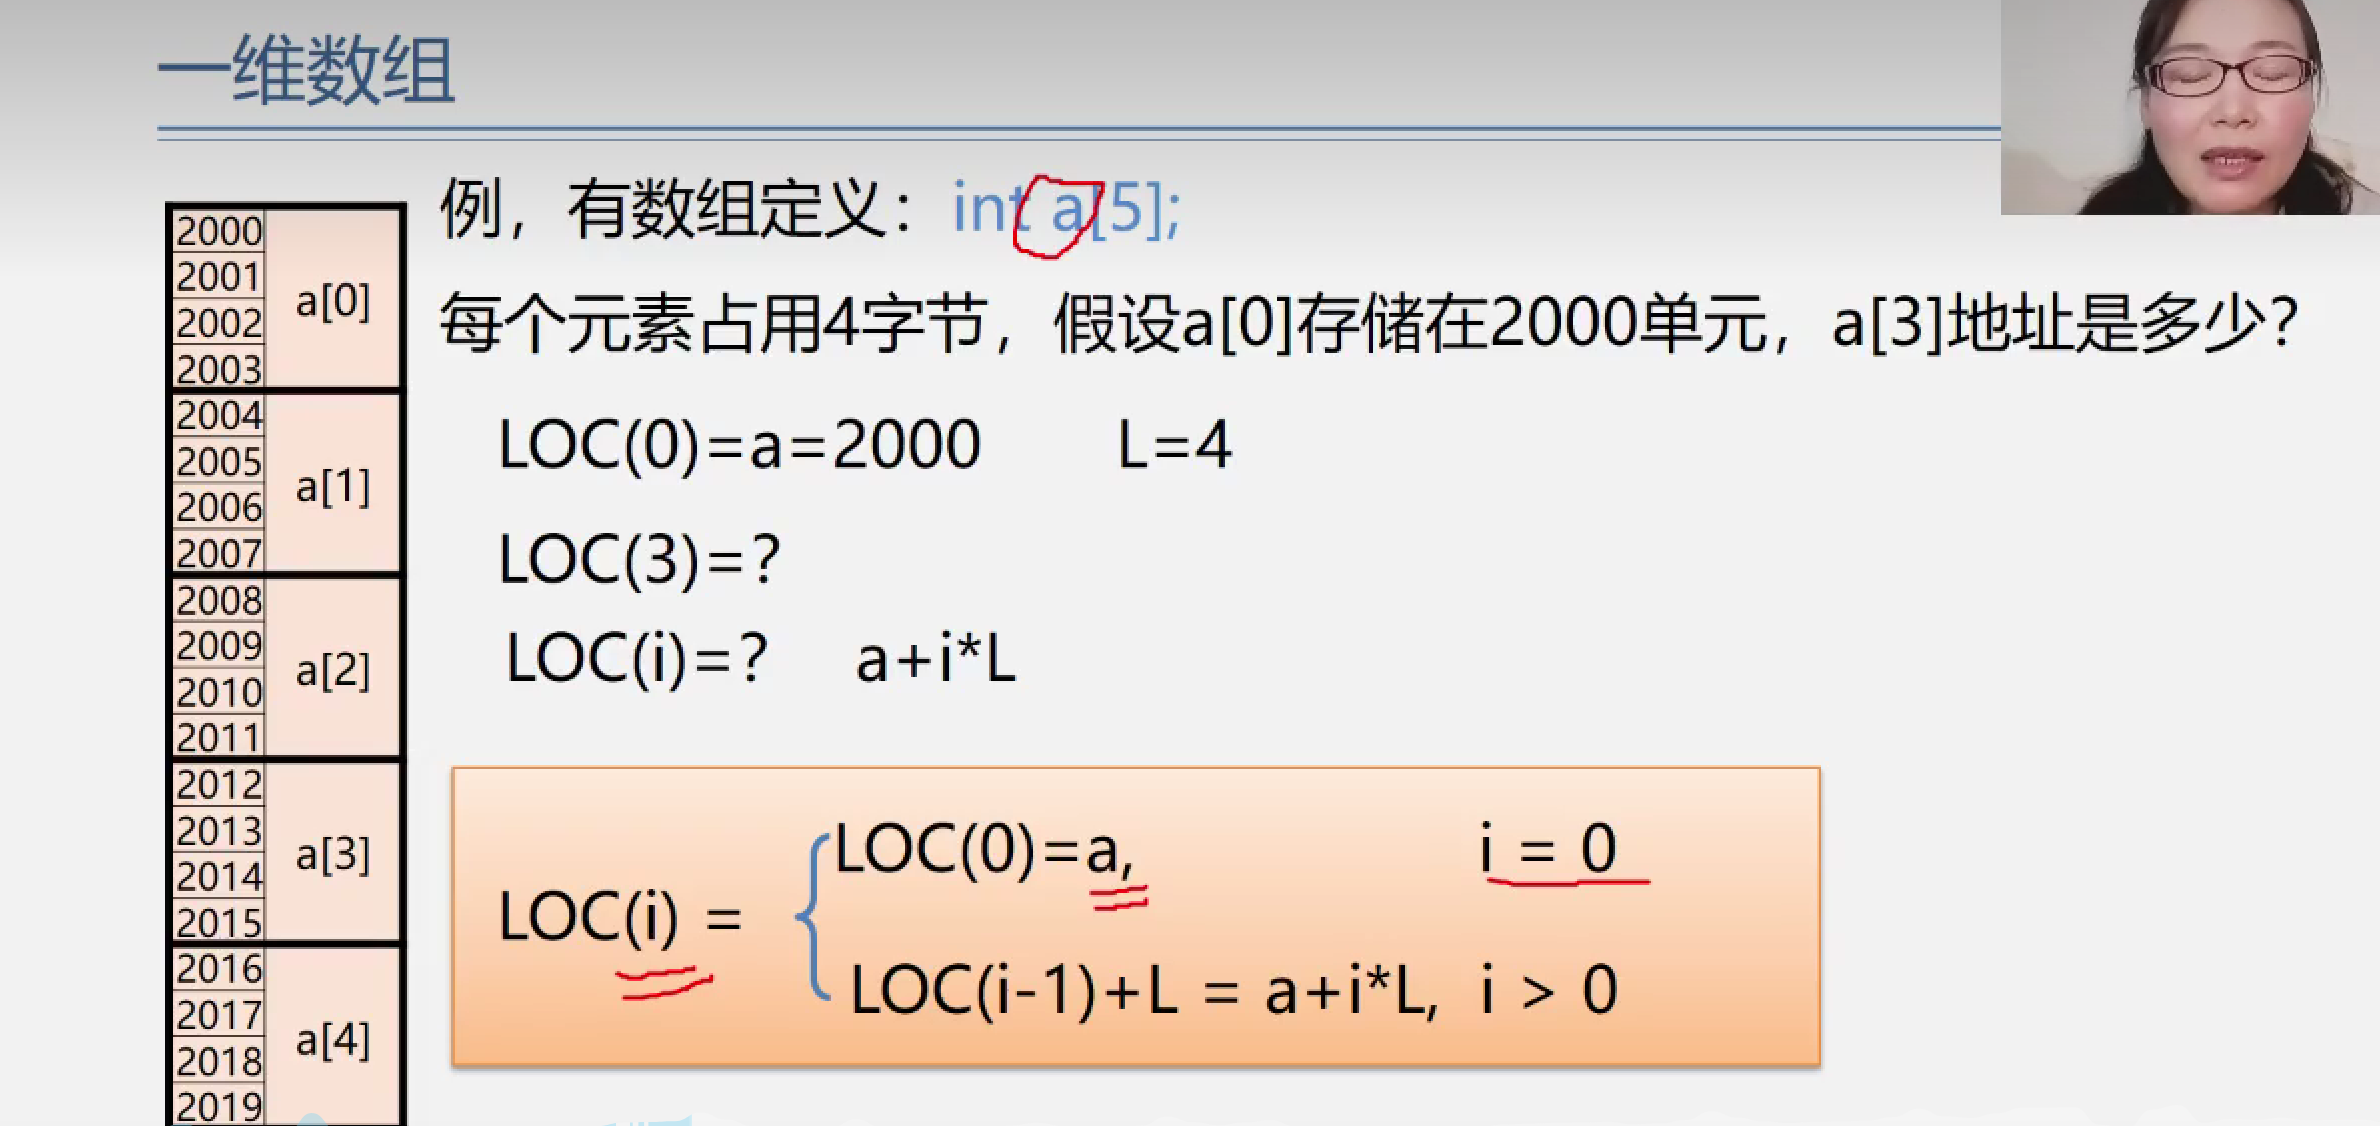 一维数组
例，有数组定义：int a[5];
每个元素占用4字节，假设a[0]存储在2000单元，a[3]地址是多少？
LOC(0)=a=2000 L=4
LOC(3)=?
LOC(i)=? a+i*L
LOC(i) =
LOC(0)=a, i = 0
LOC(i-1)+L = a+i*L, i > 0
2000
2001
a[0]
2002
2003
2004
2005
a[1]
2006
2007
2008
2009
a[2]
2010
2011
2012
2013
a[3]
2014
2015
2016
2017
a[4]
2018
2019